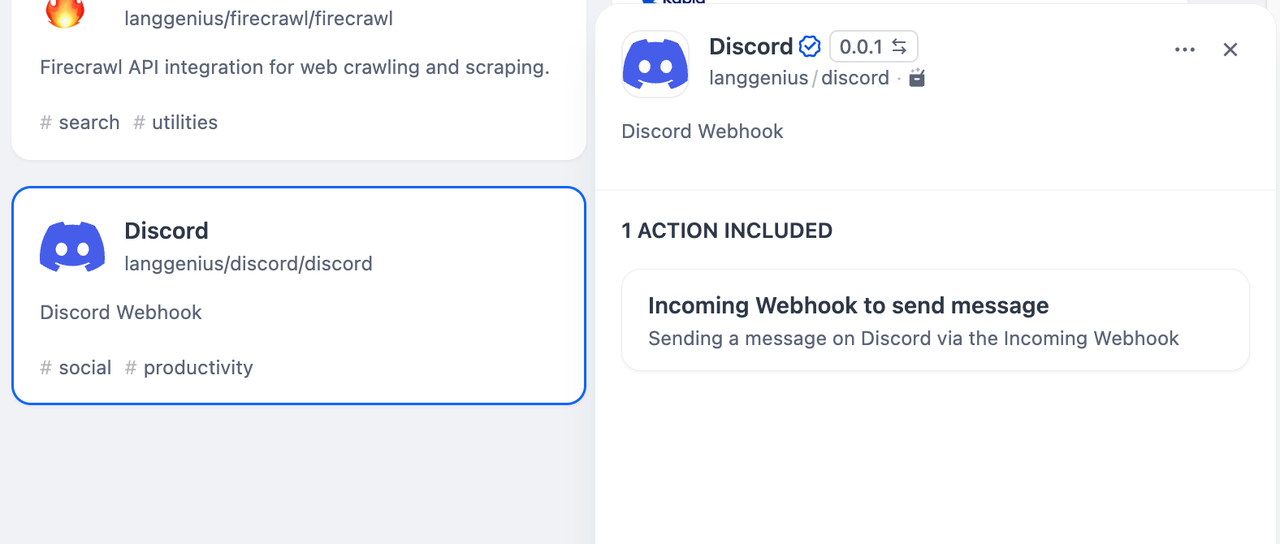 langgenius/firecrawl/firecrawl
Firecrawl API integration for web crawling and scraping.
# search # utilities
Discord
langgenius/discord/discord
Discord Webhook
# social # productivity
Discord 0.0.1
langgenius/discord ·
Discord Webhook
1 ACTION INCLUDED
Incoming Webhook to send message
Sending a message on Discord via the Incoming Webhook